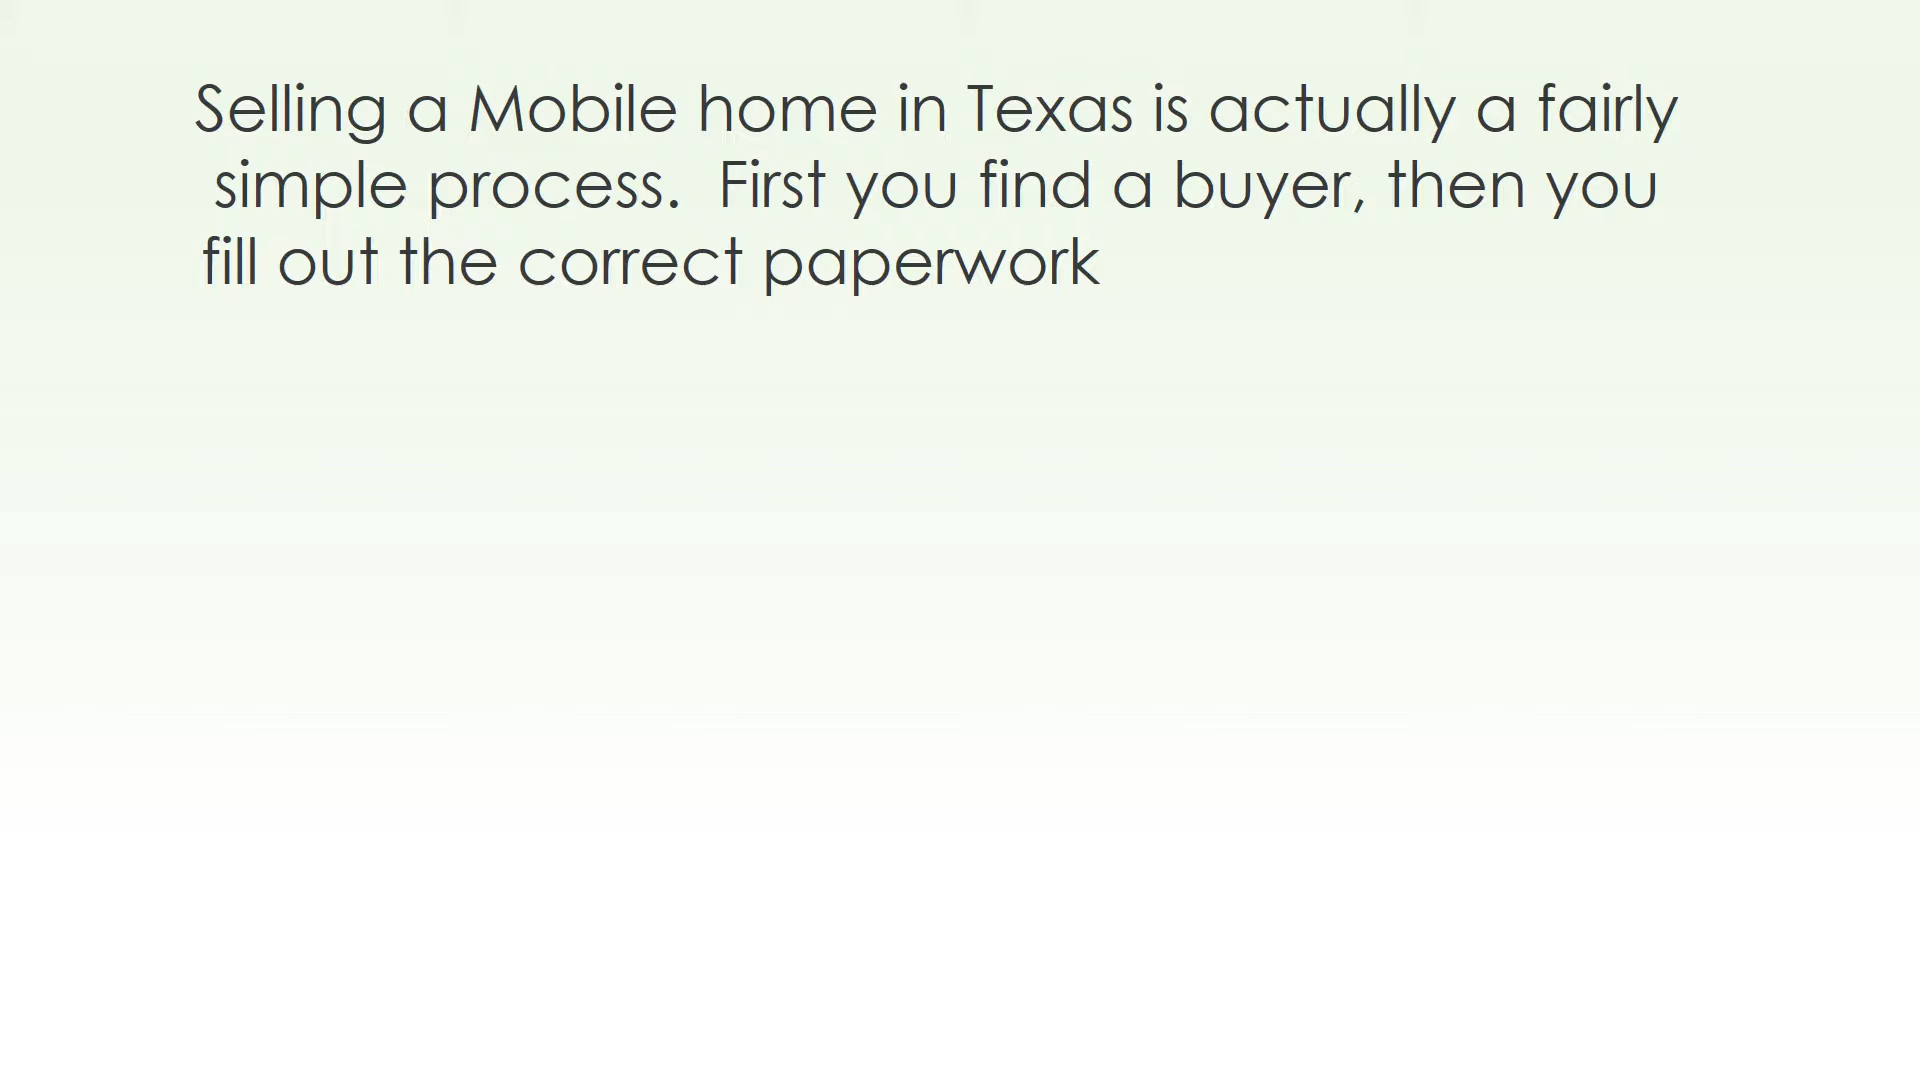 Selling a Mobile home in Texas is actually a fairly
simple process.  First you find a buyer, then you
fill out the correct paperwork